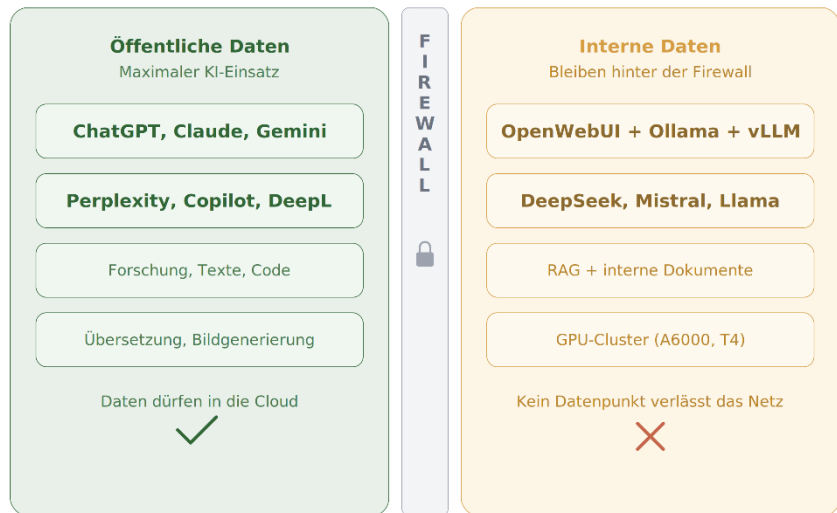 Öffentliche Daten
Maximaler KI-Einsatz
ChatGPT, Claude, Gemini
Perplexity, Copilot, DeepL
Forschung, Texte, Code
Übersetzung, Bildgenerierung
Daten dürfen in die Cloud
FIREWALL
Interne Daten
Bleiben hinter der Firewall
OpenWebUI + Ollama + vLLM
DeepSeek, Mistral, Llama
RAG + interne Dokumente
GPU-Cluster (A6000, T4)
Kein Datenpunkt verlässt das Netz